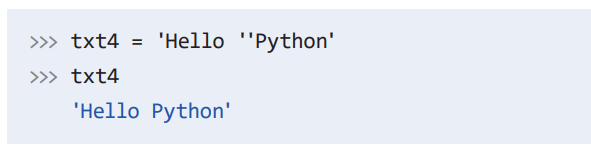 >>> txt4 = 'Hello ''Python'
>>> txt4
'Hello Python'